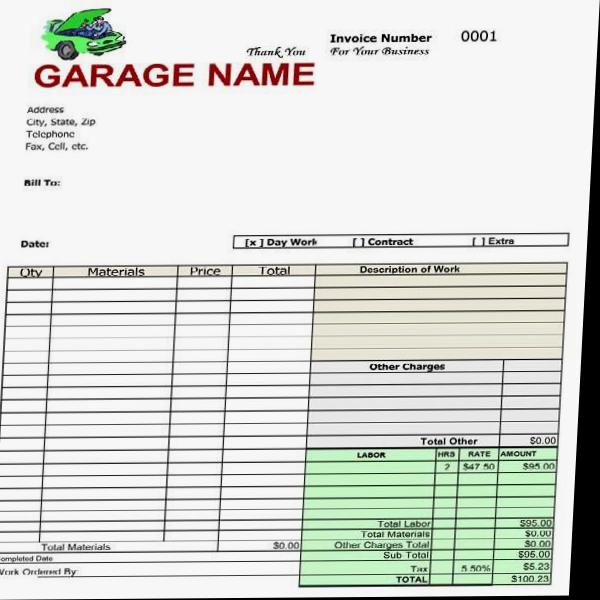 Thank You
For Your Business
Invoice Number 0001
GARAGE NAME
Address
City, State, Zip
Telephone
Fax, Cell, etc.
Bill To:
Date:
[x ] Day Work [ ] Contract [ ] Extra
Qty Materials Price Total Description of Work
Other Charges
Total Other $0.00
LABOR HRS RATE AMOUNT
2 $47.50 $95.00
Total Labor $95.00
Total Materials $0.00
Total Materials $0.00 Other Charges Total $0.00
Sub Total $95.00
ompleted Date
Tax 5.50% $5.23
Work Ordered By:
TOTAL $100.23